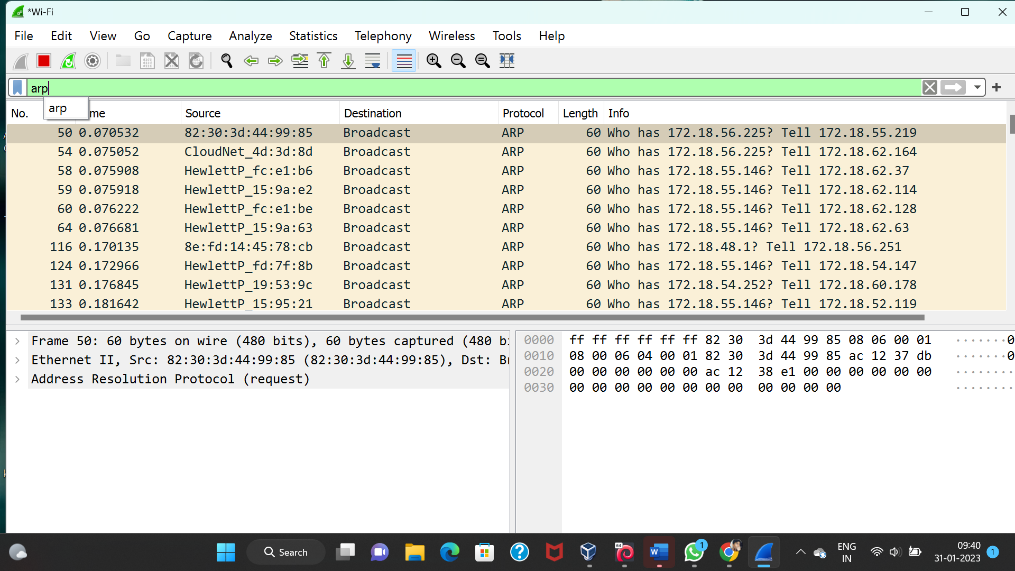 *Wi-Fi
File Edit View Go Capture Analyze Statistics Telephony Wireless Tools Help
arp
arp
No. me Source Destination Protocol Length Info
50 0.070532 82:30:3d:44:99:85 Broadcast ARP 60 Who has 172.18.56.225? Tell 172.18.55.219
54 0.075052 CloudNet_4d:3d:8d Broadcast ARP 60 Who has 172.18.56.225? Tell 172.18.62.164
58 0.075908 HewlettP_fc:e1:b6 Broadcast ARP 60 Who has 172.18.55.146? Tell 172.18.62.37
59 0.075918 HewlettP_15:9a:e2 Broadcast ARP 60 Who has 172.18.55.146? Tell 172.18.62.114
60 0.076222 HewlettP_fc:e1:be Broadcast ARP 60 Who has 172.18.55.146? Tell 172.18.62.128
64 0.076681 HewlettP_15:9a:63 Broadcast ARP 60 Who has 172.18.55.146? Tell 172.18.62.63
116 0.170135 8e:fd:14:45:78:cb Broadcast ARP 60 Who has 172.18.48.1? Tell 172.18.56.251
124 0.172966 HewlettP_fd:7f:8b Broadcast ARP 60 Who has 172.18.55.146? Tell 172.18.54.147
131 0.176845 HewlettP_19:53:9c Broadcast ARP 60 Who has 172.18.54.252? Tell 172.18.60.178
133 0.181642 HewlettP_15:95:21 Broadcast ARP 60 Who has 172.18.55.146? Tell 172.18.52.119
Frame 50: 60 bytes on wire (480 bits), 60 bytes captured (480 bi
Ethernet II, Src: 82:30:3d:44:99:85 (82:30:3d:44:99:85), Dst: Br
Address Resolution Protocol (request)
0000 ff ff ff ff ff ff 82 30 3d 44 99 85 08 06 00 01 ·······0
0010 08 00 06 04 00 01 82 30 3d 44 99 85 ac 12 37 db ·······0
0020 00 00 00 00 00 00 ac 12 38 e1 00 00 00 00 00 00 ········
0030 00 00 00 00 00 00 00 00 00 00 00 00 ········
Search
1
ENG
IN
09:40
31-01-2023
1